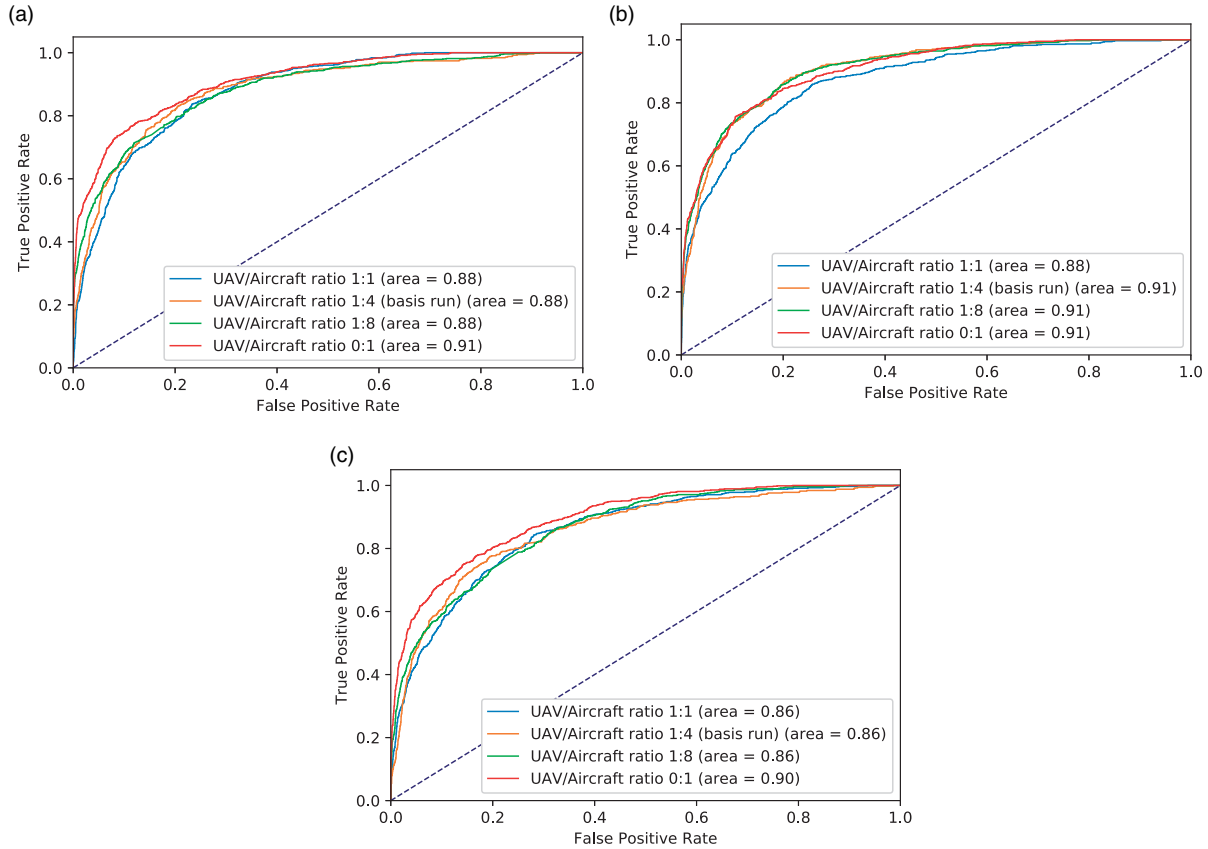 (a)
1.0
0.8
0.6
0.4
0.2
0.0
True Positive Rate
UAV/Aircraft ratio 1:1 (area = 0.88)
UAV/Aircraft ratio 1:4 (basis run) (area = 0.88)
UAV/Aircraft ratio 1:8 (area = 0.88)
UAV/Aircraft ratio 0:1 (area = 0.91)
0.0 0.2 0.4 0.6 0.8 1.0
False Positive Rate
(b)
1.0
0.8
0.6
0.4
0.2
0.0
True Positive Rate
UAV/Aircraft ratio 1:1 (area = 0.88)
UAV/Aircraft ratio 1:4 (basis run) (area = 0.91)
UAV/Aircraft ratio 1:8 (area = 0.91)
UAV/Aircraft ratio 0:1 (area = 0.91)
0.0 0.2 0.4 0.6 0.8 1.0
False Positive Rate
(c)
1.0
0.8
0.6
0.4
0.2
0.0
True Positive Rate
UAV/Aircraft ratio 1:1 (area = 0.86)
UAV/Aircraft ratio 1:4 (basis run) (area = 0.86)
UAV/Aircraft ratio 1:8 (area = 0.86)
UAV/Aircraft ratio 0:1 (area = 0.90)
0.0 0.2 0.4 0.6 0.8 1.0
False Positive Rate